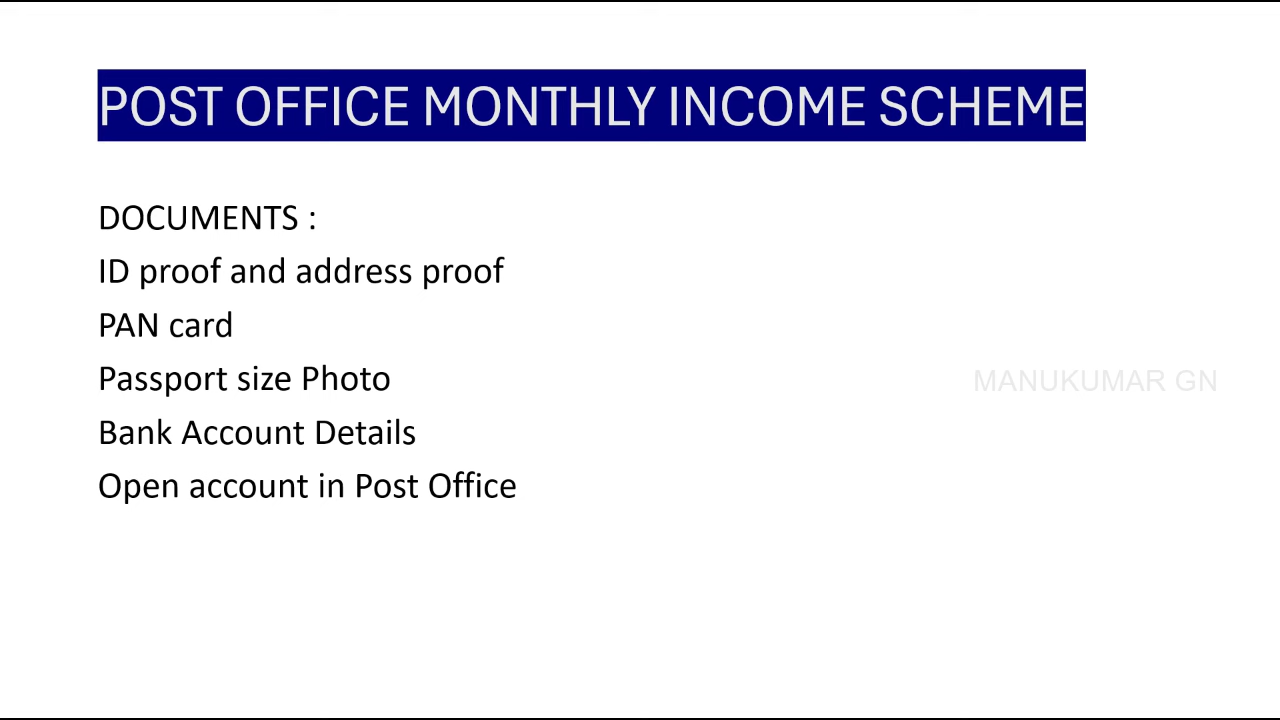 POST OFFICE MONTHLY INCOME SCHEME
DOCUMENTS :
ID proof and address proof
PAN card
Passport size Photo
MANUKUMAR GN
Bank Account Details
Open account in Post Office